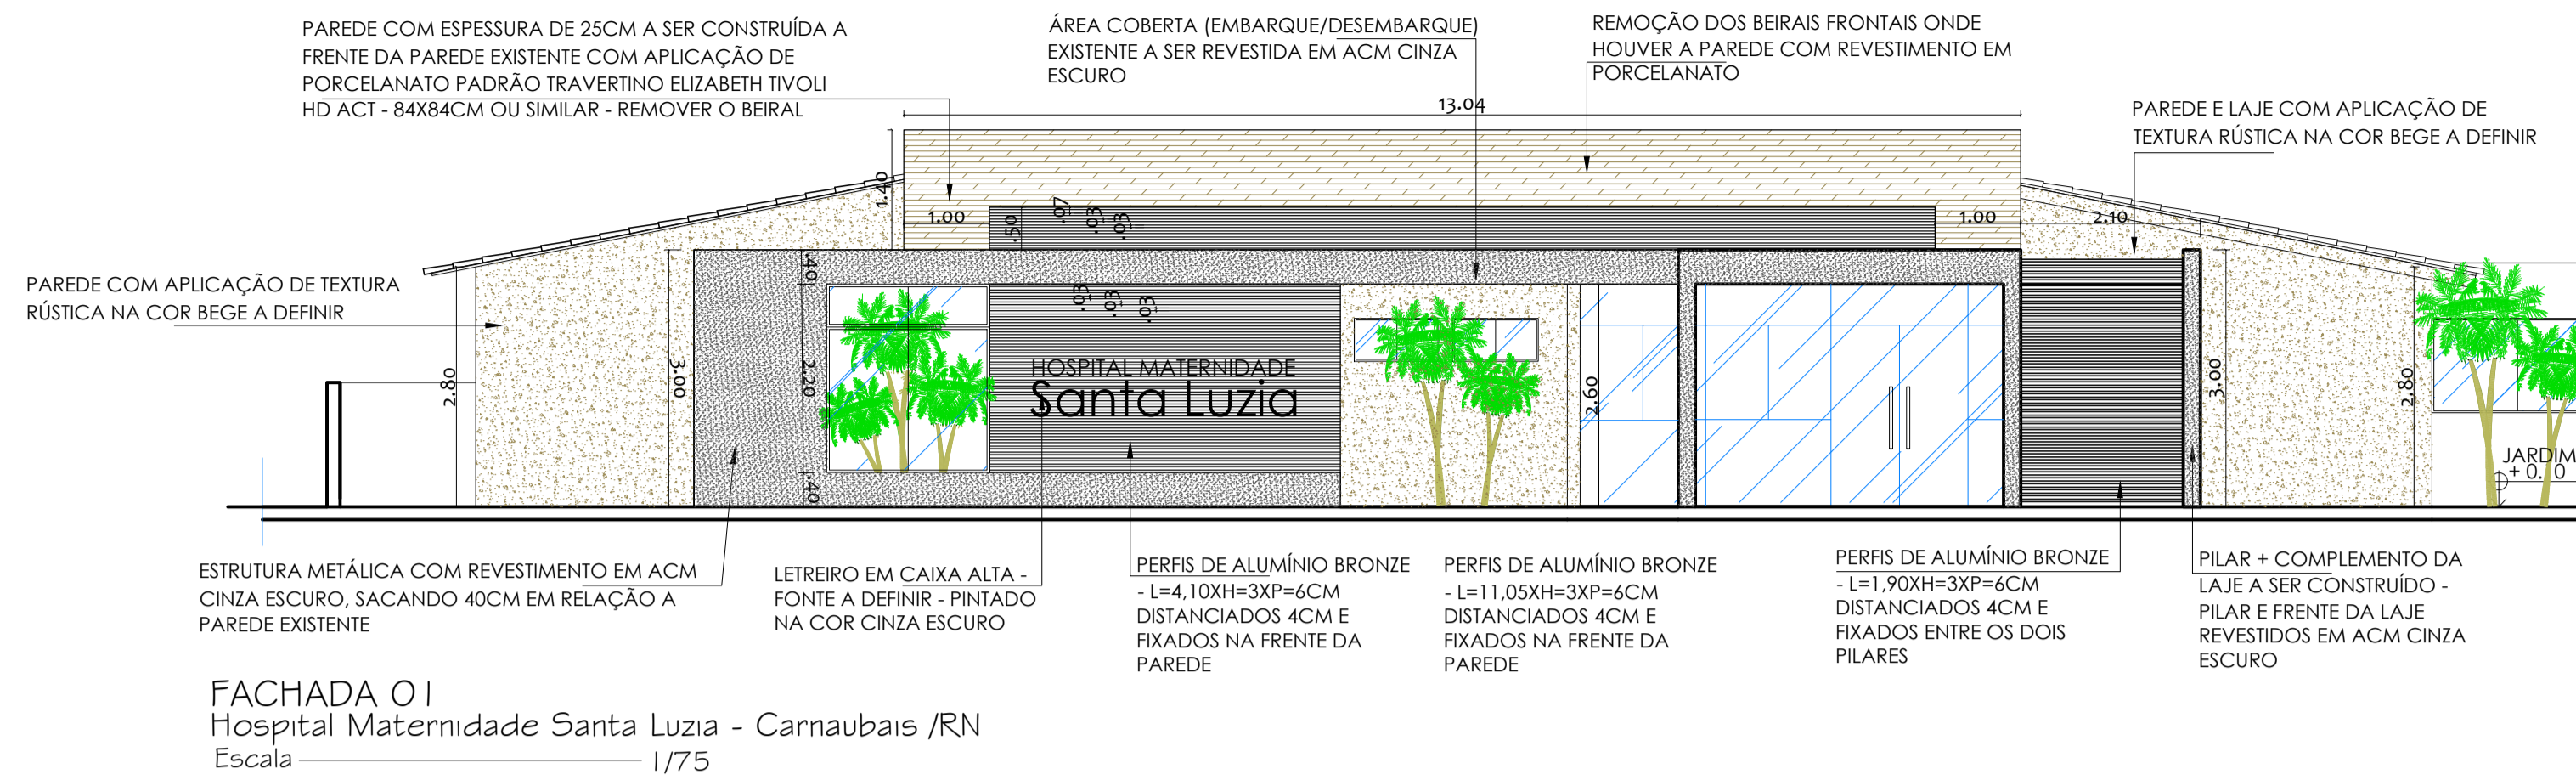 PAREDE COM ESPESSURA DE 25CM A SER CONSTRUÍDA A
FRENTE DA PAREDE EXISTENTE COM APLICAÇÃO DE
PORCELANATO PADRÃO TRAVERTINO ELIZABETH TIVOLI
HD ACT - 84X84CM OU SIMILAR - REMOVER O BEIRAL
ÁREA COBERTA (EMBARQUE/DESEMBARQUE)
EXISTENTE A SER REVESTIDA EM ACM CINZA
ESCURO
REMOÇÃO DOS BEIRAIS FRONTAIS ONDE
HOUVER A PAREDE COM REVESTIMENTO EM
PORCELANATO
PAREDE E LAJE COM APLICAÇÃO DE
TEXTURA RÚSTICA NA COR BEGE A DEFINIR
13.04
1.40
1.00
.50
.07
.03
.03
1.00
2.10
PAREDE COM APLICAÇÃO DE TEXTURA
RÚSTICA NA COR BEGE A DEFINIR
2.80
3.00
.40
2.20
.40
.03
.03
.03
HOSPITAL MATERNIDADE
Santa Luzia
2.60
3.00
2.80
JARDIM
ESTRUTURA METÁLICA COM REVESTIMENTO EM ACM
CINZA ESCURO, SACANDO 40CM EM RELAÇÃO A
PAREDE EXISTENTE
LETREIRO EM CAIXA ALTA -
FONTE A DEFINIR - PINTADO
NA COR CINZA ESCURO
PERFIS DE ALUMÍNIO BRONZE
- L=4,10XH=3XP=6CM
DISTANCIADOS 4CM E
FIXADOS NA FRENTE DA
PAREDE
PERFIS DE ALUMÍNIO BRONZE
- L=11,05XH=3XP=6CM
DISTANCIADOS 4CM E
FIXADOS NA FRENTE DA
PAREDE
PERFIS DE ALUMÍNIO BRONZE
- L=1,90XH=3XP=6CM
DISTANCIADOS 4CM E
FIXADOS ENTRE OS DOIS
PILARES
PILAR + COMPLEMENTO DA
LAJE A SER CONSTRUÍDO -
PILAR E FRENTE DA LAJE
REVESTIDOS EM ACM CINZA
ESCURO
FACHADA 01
Hospital Maternidade Santa Luzia - Carnaubais /RN
Escala 1/75